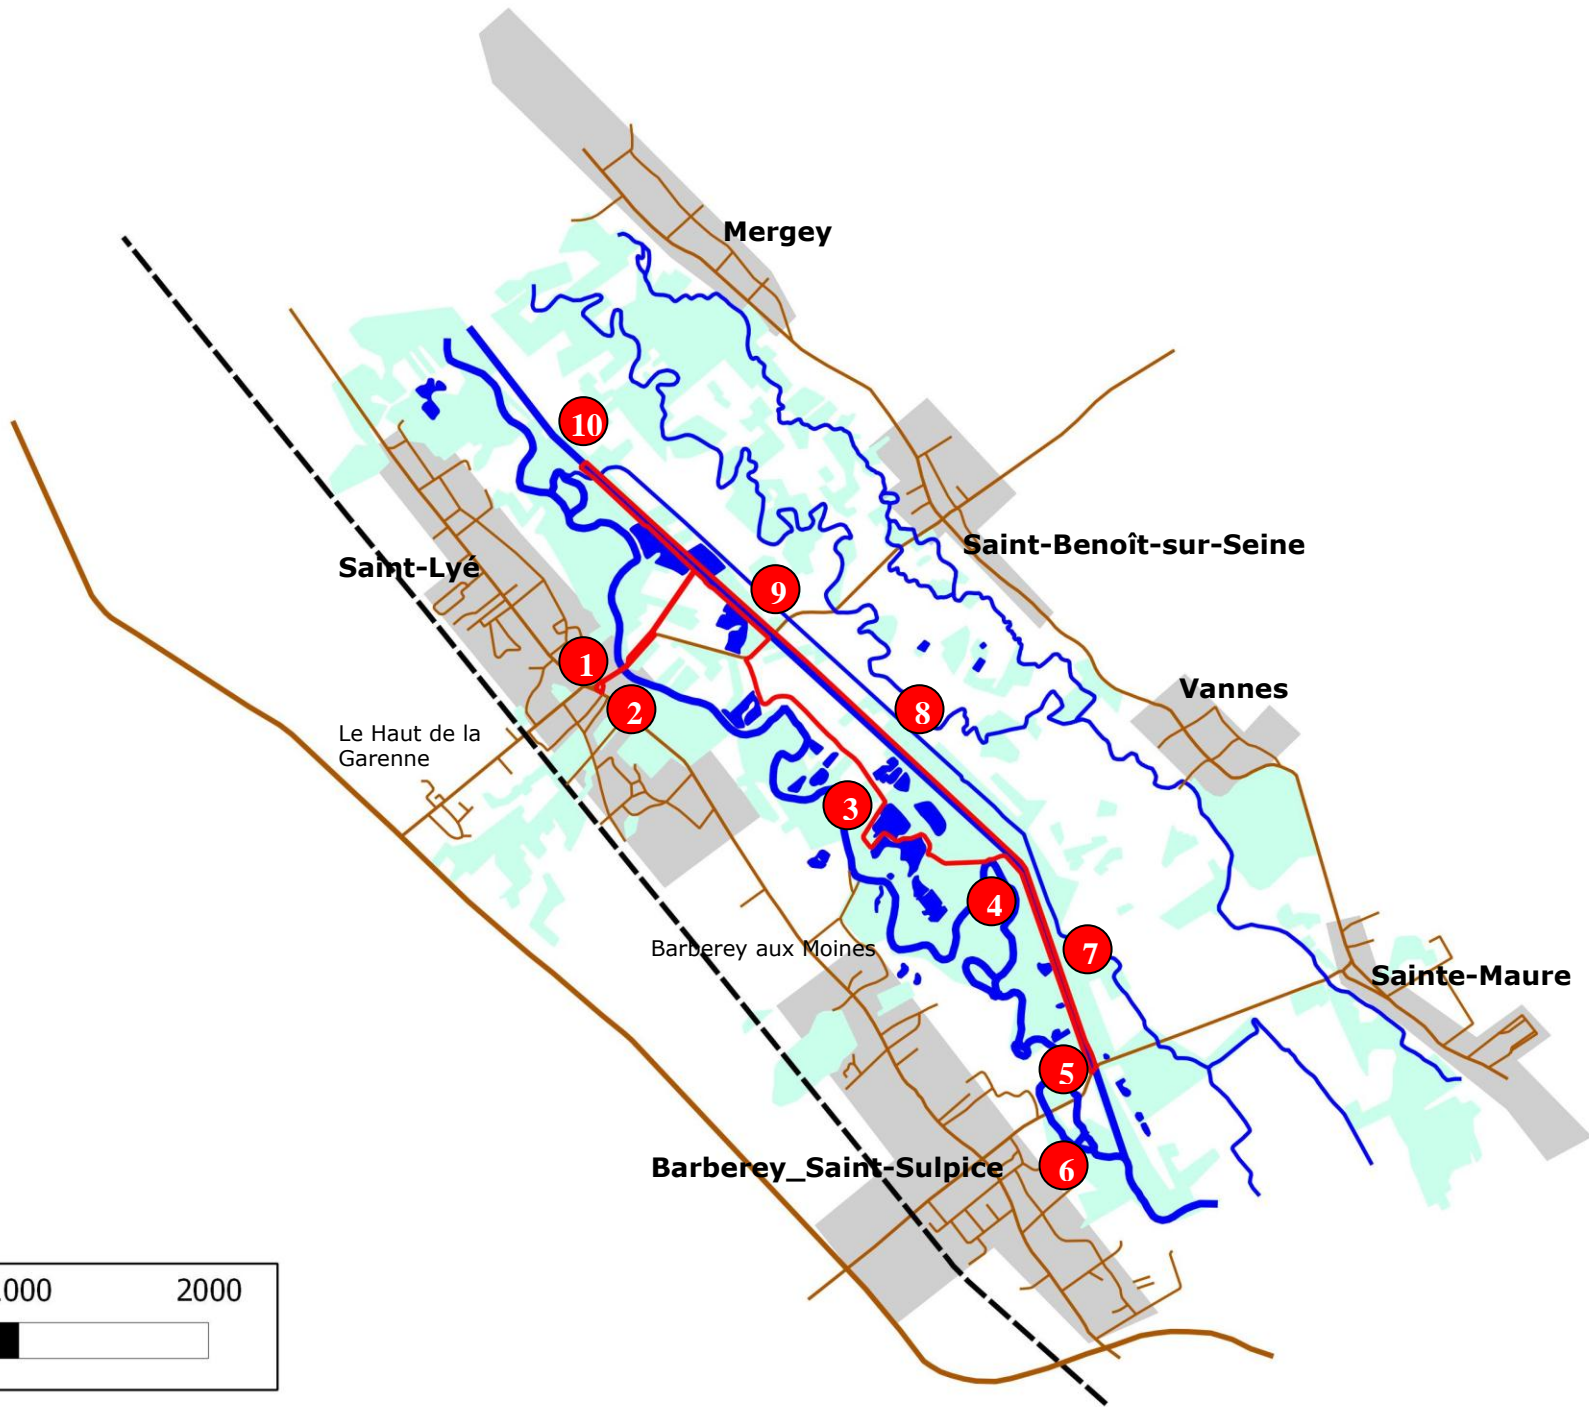 Mergey
10
Saint-Benoît-sur-Seine
Saint-Lyé
9
1
Vannes
2
8
Le Haut de la
Garenne
3
4
Barberey aux Moines
7
Sainte-Maure
5
Barberey_Saint-Sulpice
6
000 2000